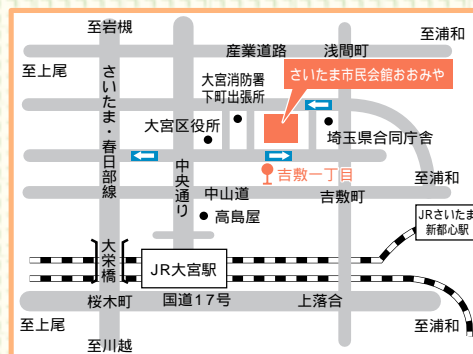 至岩槻
産業道路
浅間町
至浦和
至上尾
さいたま市民会館おおみや
大宮消防署
下町出張所
さいたま・春日部線
大宮区役所
埼玉県合同庁舎
中央通り
吉敷一丁目
至浦和
中山道
吉敷町
高島屋
JRさいたま
新都心駅
大栄橋
JR大宮駅
桜木町
国道17号
上落合
至上尾
至浦和
至川越